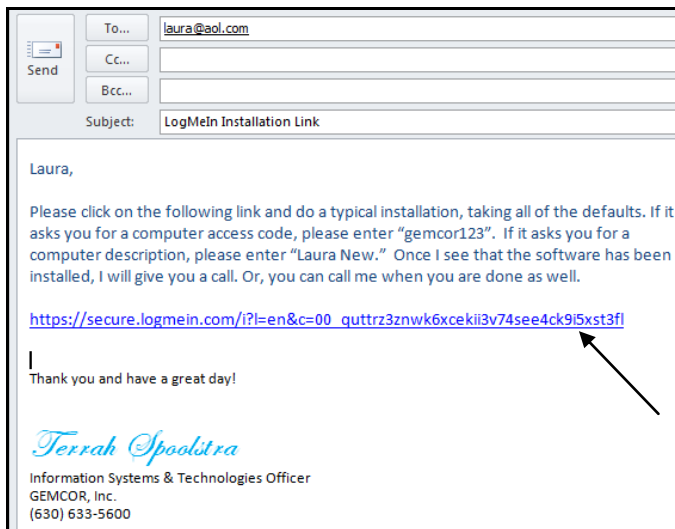 To...
laura@aol.com
Cc...
Send
Bcc...
Subject:
LogMeIn Installation Link
Laura,
Please click on the following link and do a typical installation, taking all of the defaults. If it
asks you for a computer access code, please enter “gemcor123”. If it asks you for a
computer description, please enter “Laura New.” Once I see that the software has been
installed, I will give you a call. Or, you can call me when you are done as well.
https://secure.logmein.com/i?l=en&c=00_quttrz3znwk6xcekii3v74see4ck9i5xst3fl
Thank you and have a great day!
Terrah Spoolstra
Information Systems & Technologies Officer
GEMCOR, Inc.
(630) 633-5600